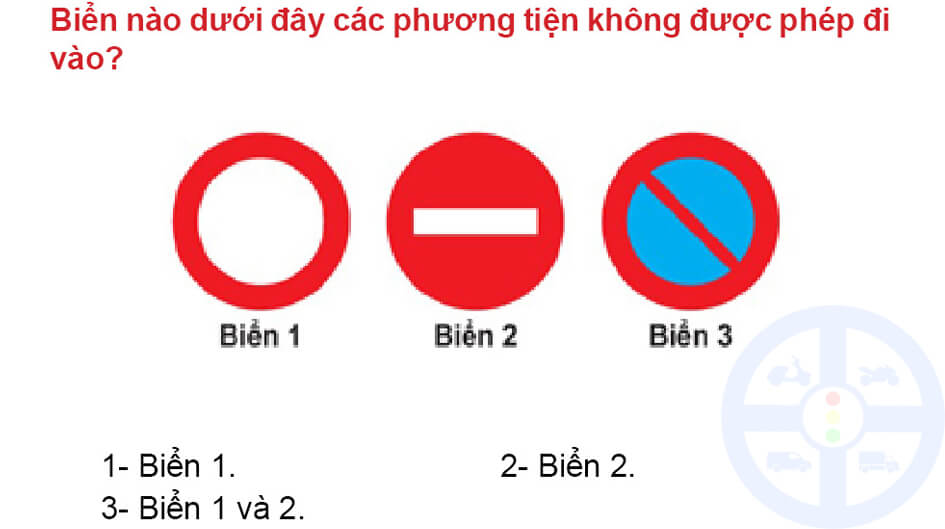 Biển nào dưới đây các phương tiện không được phép đi
vào?
Biển 1
Biển 2
Biển 3
1- Biển 1.
2- Biển 2.
3- Biển 1 và 2.